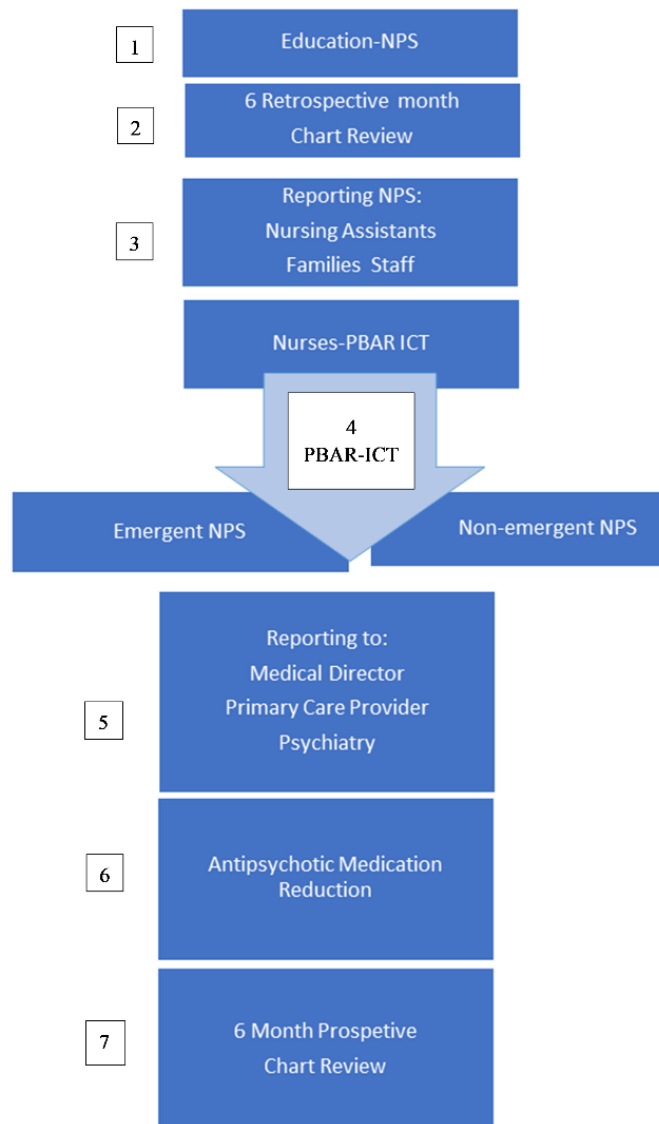 1
Education-NPS
2
6 Retrospective month
Chart Review
3
Reporting NPS:
Nursing Assistants
Families Staff
Nurses-PBAR ICT
4
PBAR-ICT
Emergent NPS
Non-emergent NPS
5
Reporting to:
Medical Director
Primary Care Provider
Psychiatry
6
Antipsychotic Medication
Reduction
7
6 Month Prospetive
Chart Review